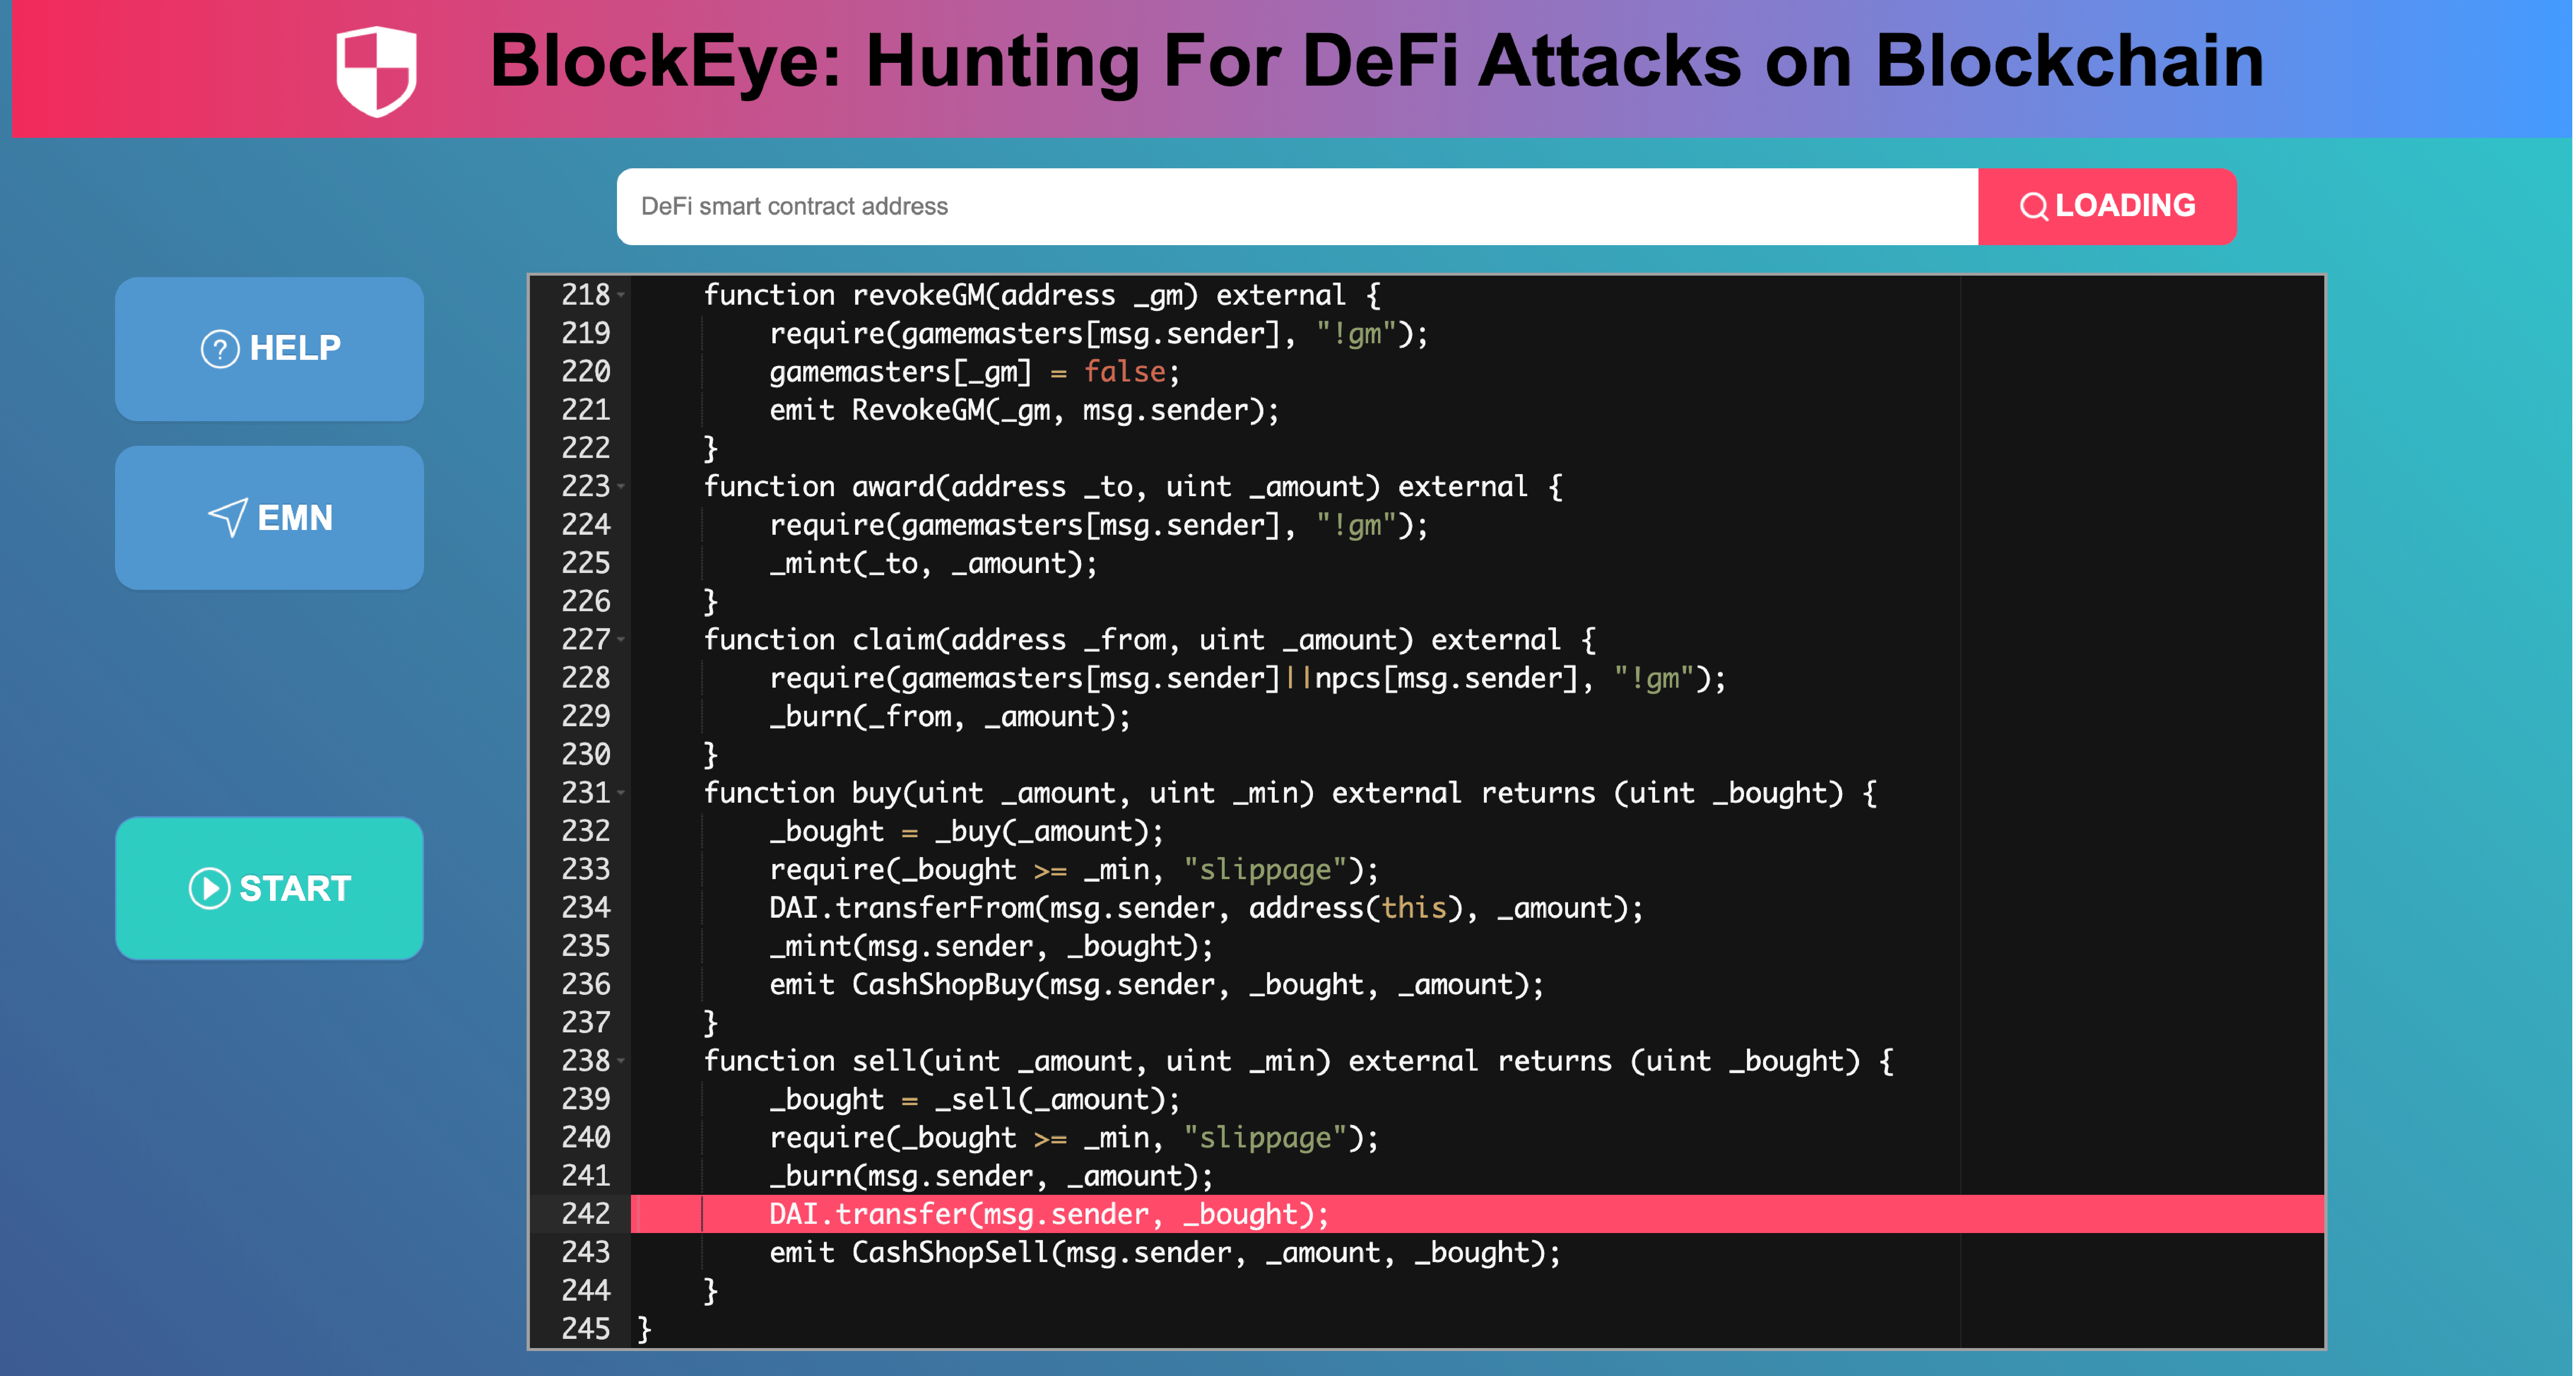 BlockEye: Hunting For DeFi Attacks on Blockchain
DeFi smart contract address
LOADING
HELP
EMN
START
218 function revokeGM(address _gm) external {
219 require(gamemasters[msg.sender], "!gm");
220 gamemasters[_gm] = false;
221 emit RevokeGM(_gm, msg.sender);
222 }
223 function award(address _to, uint _amount) external {
224 require(gamemasters[msg.sender], "!gm");
225 _mint(_to, _amount);
226 }
227 function claim(address _from, uint _amount) external {
228 require(gamemasters[msg.sender]||npcs[msg.sender], "!gm");
229 _burn(_from, _amount);
230 }
231 function buy(uint _amount, uint _min) external returns (uint _bought) {
232 _bought = _buy(_amount);
233 require(_bought >= _min, "slippage");
234 DAI.transferFrom(msg.sender, address(this), _amount);
235 _mint(msg.sender, _bought);
236 emit CashShopBuy(msg.sender, _bought, _amount);
237 }
238 function sell(uint _amount, uint _min) external returns (uint _bought) {
239 _bought = _sell(_amount);
240 require(_bought >= _min, "slippage");
241 _burn(msg.sender, _amount);
242 DAI.transfer(msg.sender, _bought);
243 emit CashShopSell(msg.sender, _amount, _bought);
244 }
245 }